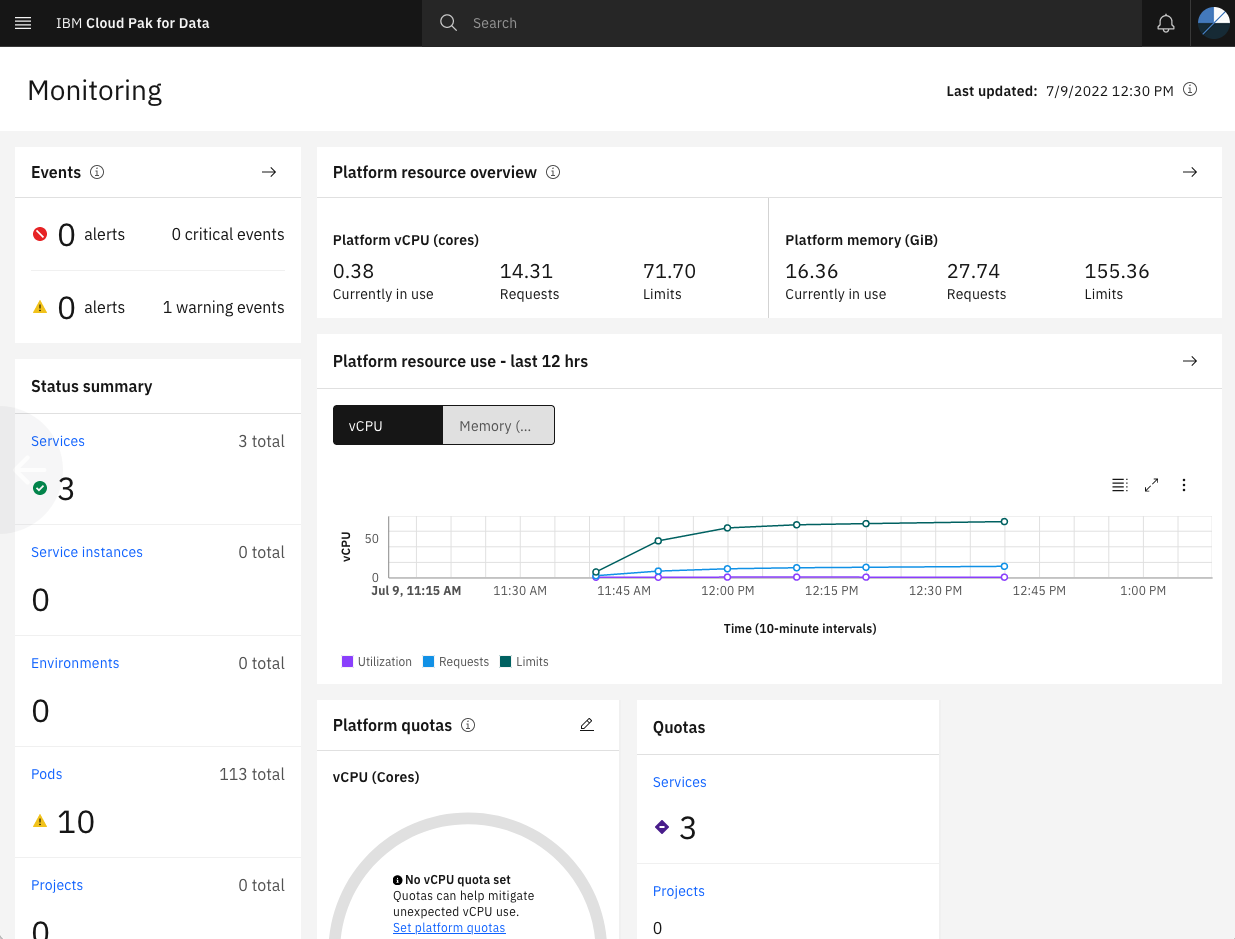 IBM Cloud Pak for Data
Search
Monitoring
Last updated: 7/9/2022 12:30 PM
Events
0 alerts 0 critical events
0 alerts 1 warning events
Status summary
Services 3 total
3
Service instances 0 total
0
Environments 0 total
0
Pods 113 total
10
Projects 0 total
0
Platform resource overview
Platform vCPU (cores)
0.38 14.31 71.70
Currently in use Requests Limits
Platform memory (GiB)
16.36 27.74 155.36
Currently in use Requests Limits
Platform resource use - last 12 hrs
vCPU Memory (...
vCPU
50
0
Jul 9, 11:15 AM 11:30 AM 11:45 AM 12:00 PM 12:15 PM 12:30 PM 12:45 PM 1:00 PM
Time (10-minute intervals)
Utilization Requests Limits
Platform quotas
vCPU (Cores)
No vCPU quota set
Quotas can help mitigate
unexpected vCPU use.
Set platform quotas
Quotas
Services
3
Projects
0